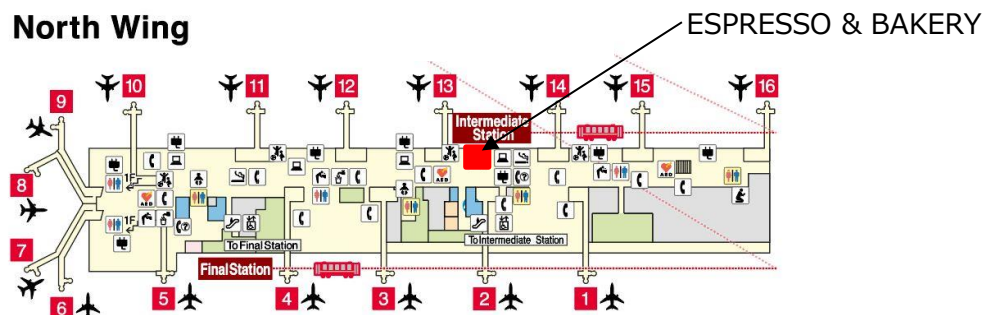 North Wing
ESPRESSO & BAKERY
9
10
11
12
13
14
15
16
Intermediate
Station
1F
AED
8
AED
1F
AED
7
To Final Station
To Intermediate Station
Final Station
6
5
4
3
2
1